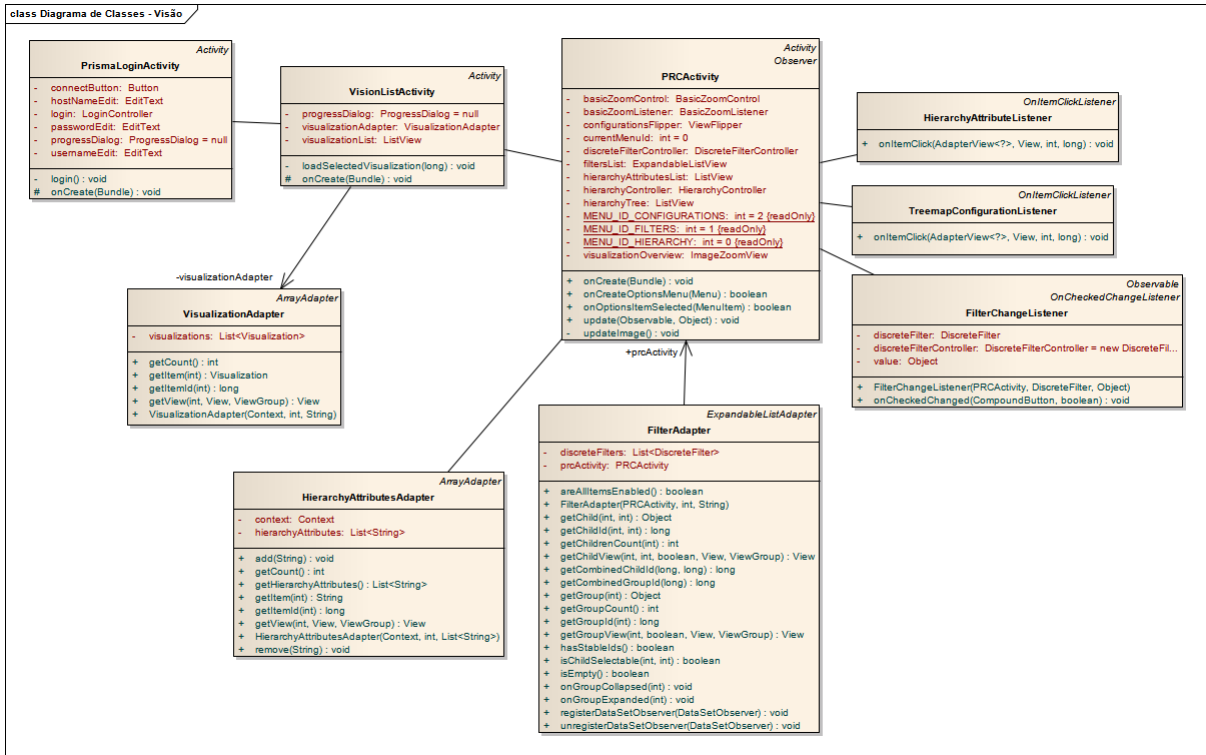 class Diagrama de Classes - Visão
Activity
PrismaLoginActivity
- connectButton: Button
- hostNameEdit: EditText
- login: LoginController
- passwordEdit: EditText
- progressDialog: ProgressDialog = null
- usernameEdit: EditText
- login() : void
# onCreate(Bundle) : void
Activity
VisionListActivity
- progressDialog: ProgressDialog = null
- visualizationAdapter: VisualizationAdapter
- visualizationList: ListView
- loadSelectedVisualization(long) : void
# onCreate(Bundle) : void
Activity
Observer
PRCActivity
- basicZoomControl: BasicZoomControl
- basicZoomListener: BasicZoomListener
- configurationsFlipper: ViewFlipper
- currentMenuId: int = 0
- discreteFilterController: DiscreteFilterController
- filtersList: ExpandableListView
- hierarchyAttributesList: ListView
- hierarchyController: HierarchyController
- hierarchyTree: ListView
- MENU_ID_CONFIGURATIONS: int = 2 {readOnly}
- MENU_ID_FILTERS: int = 1 {readOnly}
- MENU_ID_HIERARCHY: int = 0 {readOnly}
- visualizationOverview: ImageZoomView
+ onCreate(Bundle) : void
+ onCreateOptionsMenu(Menu) : boolean
+ onOptionsItemSelected(MenuItem) : boolean
+ update(Observable, Object) : void
- updateImage() : void
OnItemClickListener
HierarchyAttributeListener
+ onItemClick(AdapterView<?>, View, int, long) : void
OnItemClickListener
TreemapConfigurationListener
+ onItemClick(AdapterView<?>, View, int, long) : void
Observable
OnCheckedChangeListener
FilterChangeListener
- discreteFilter: DiscreteFilter
- discreteFilterController: DiscreteFilterController = new DiscreteFil...
- value: Object
+ FilterChangeListener(PRCActivity, DiscreteFilter, Object)
+ onCheckedChanged(CompoundButton, boolean) : void
-visualizationAdapter
ArrayAdapter
VisualizationAdapter
- visualizations: List<Visualization>
+ getCount() : int
+ getItem(int) : Visualization
+ getItemId(int) : long
+ getView(int, View, ViewGroup) : View
+ VisualizationAdapter(Context, int, String)
+prcActivity
ExpandableListAdapter
FilterAdapter
- discreteFilters: List<DiscreteFilter>
- prcActivity: PRCActivity
+ areAllItemsEnabled() : boolean
+ FilterAdapter(PRCActivity, int, String)
+ getChild(int, int) : Object
+ getChildId(int, int) : long
+ getChildrenCount(int) : int
+ getChildView(int, int, boolean, View, ViewGroup) : View
+ getCombinedChildId(long, long) : long
+ getCombinedGroupId(long) : long
+ getGroup(int) : Object
+ getGroupCount() : int
+ getGroupId(int) : long
+ getGroupView(int, boolean, View, ViewGroup) : View
+ hasStableIds() : boolean
+ isChildSelectable(int, int) : boolean
+ isEmpty() : boolean
+ onGroupCollapsed(int) : void
+ onGroupExpanded(int) : void
+ registerDataSetObserver(DataSetObserver) : void
+ unregisterDataSetObserver(DataSetObserver) : void
ArrayAdapter
HierarchyAttributesAdapter
- context: Context
- hierarchyAttributes: List<String>
+ add(String) : void
+ getCount() : int
+ getHierarchyAttributes() : List<String>
+ getItem(int) : String
+ getItemId(int) : long
+ getView(int, View, ViewGroup) : View
+ HierarchyAttributesAdapter(Context, int, List<String>)
+ remove(String) : void